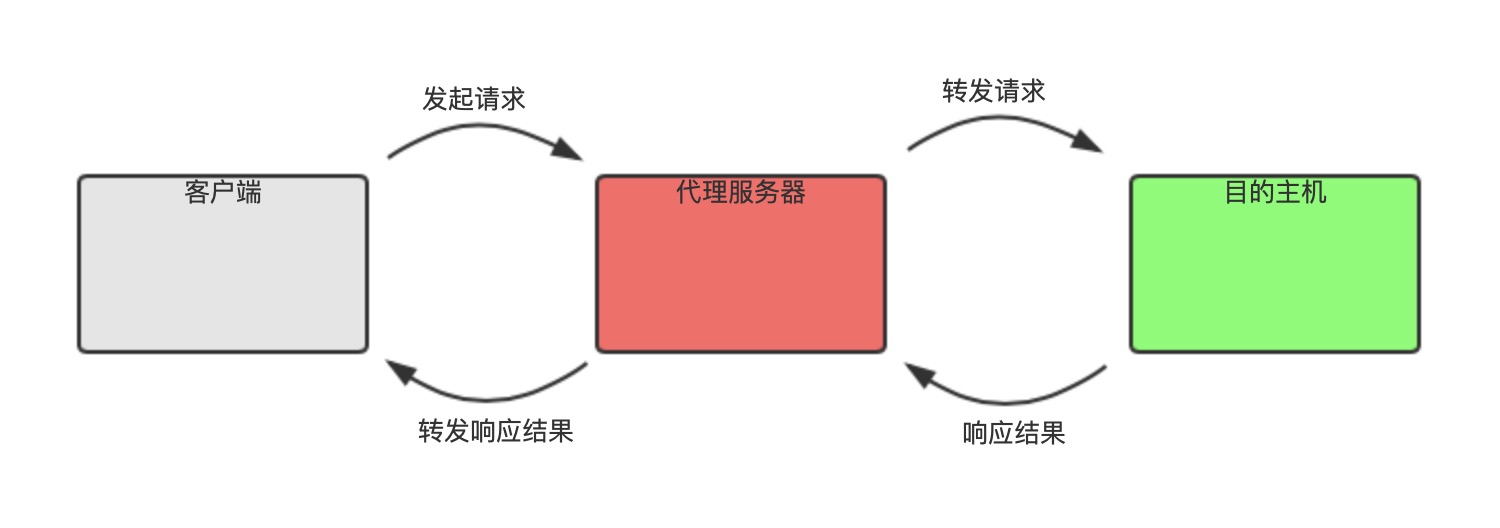 发起请求
转发请求
客户端
代理服务器
目的主机
转发响应结果
响应结果